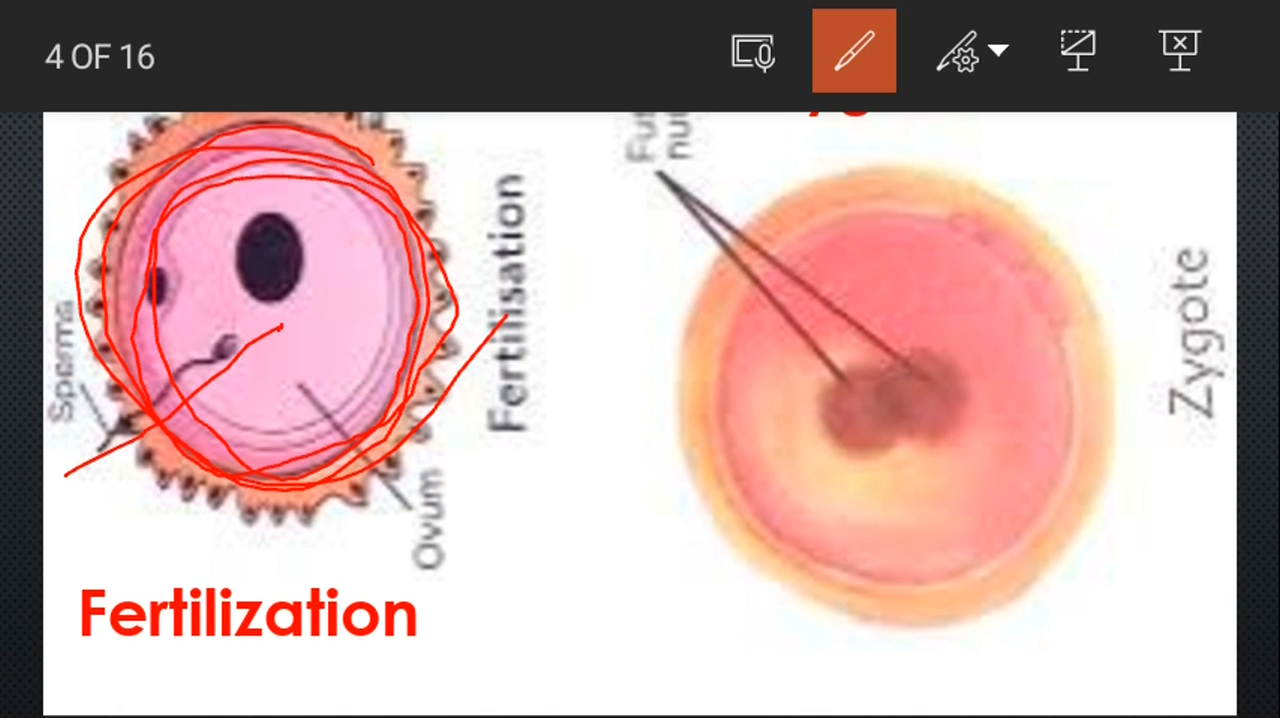 4 OF 16
Sperms
Fertilisation
Ovum
Zygote
Fertilization